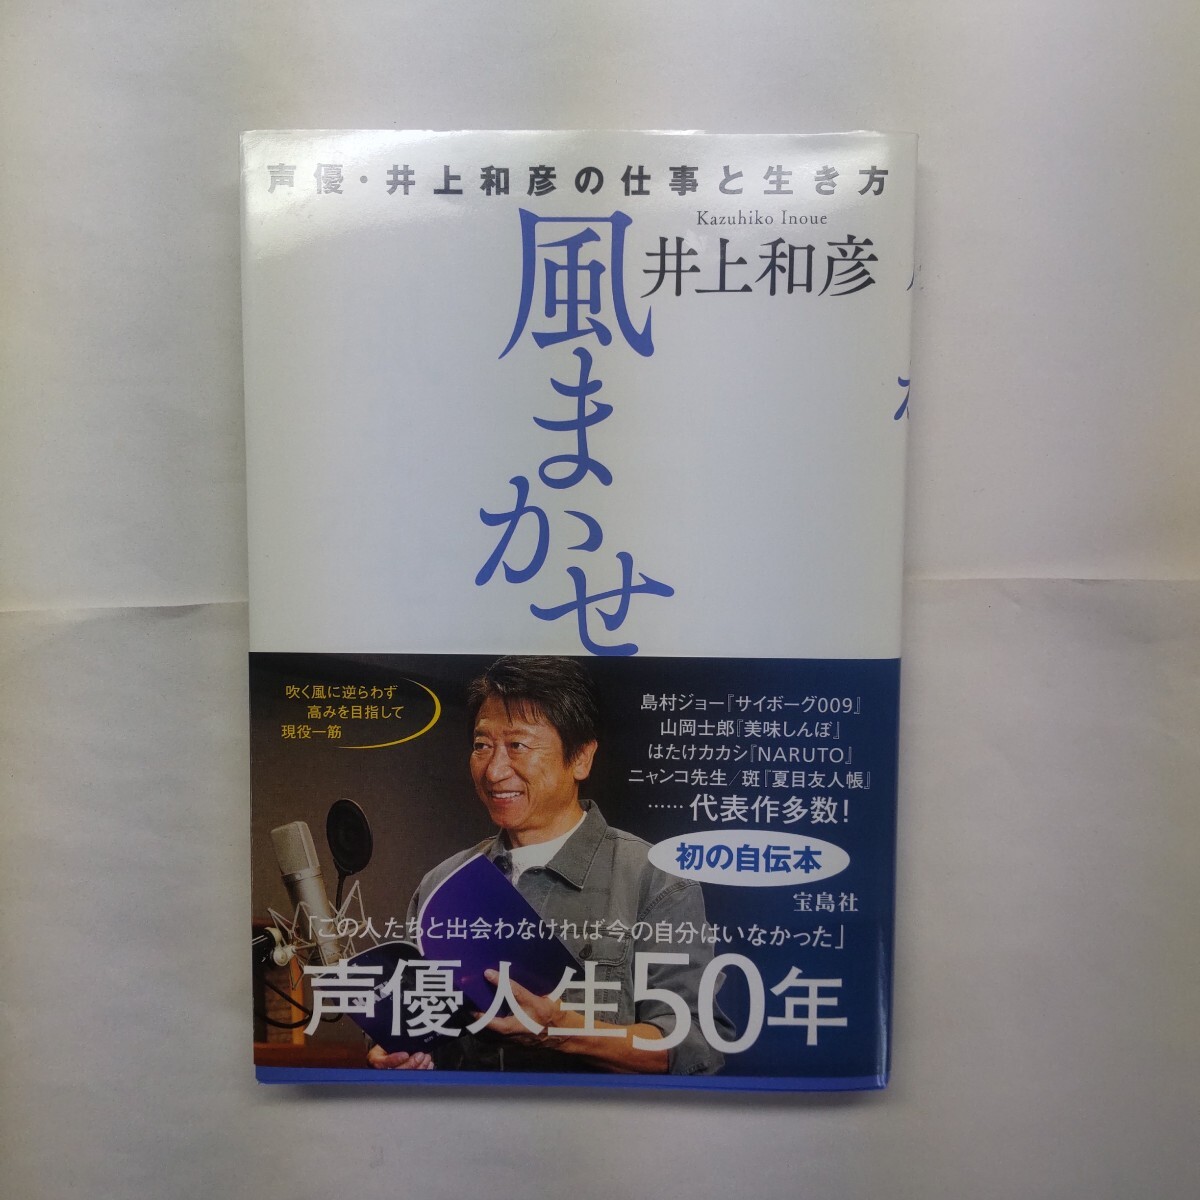 声優・井上和彦の仕事と生き方
Kazuhiko Inoue
井上和彦
風まかせ
吹く風に逆らわず
高みを目指して
現役一筋
島村ジョー『サイボーグ009』
山岡士郎『美味しんぼ』
はたけカカシ『NARUTO』
ニャンコ先生/斑『夏目友人帳』
……代表作多数!
初の自伝本
宝島社
「この人たちと出会わなければ今の自分はいなかった」
声優人生50年